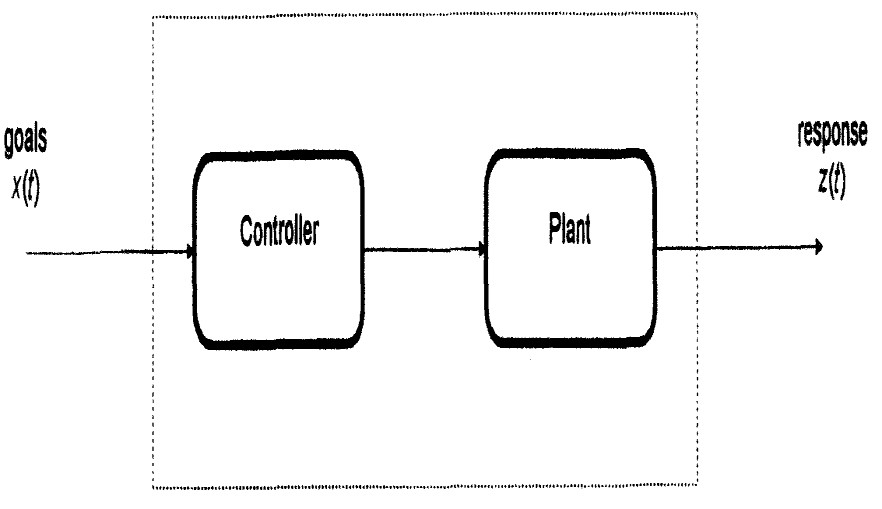 goals
x(t)
Controller
Plant
response
z(t)